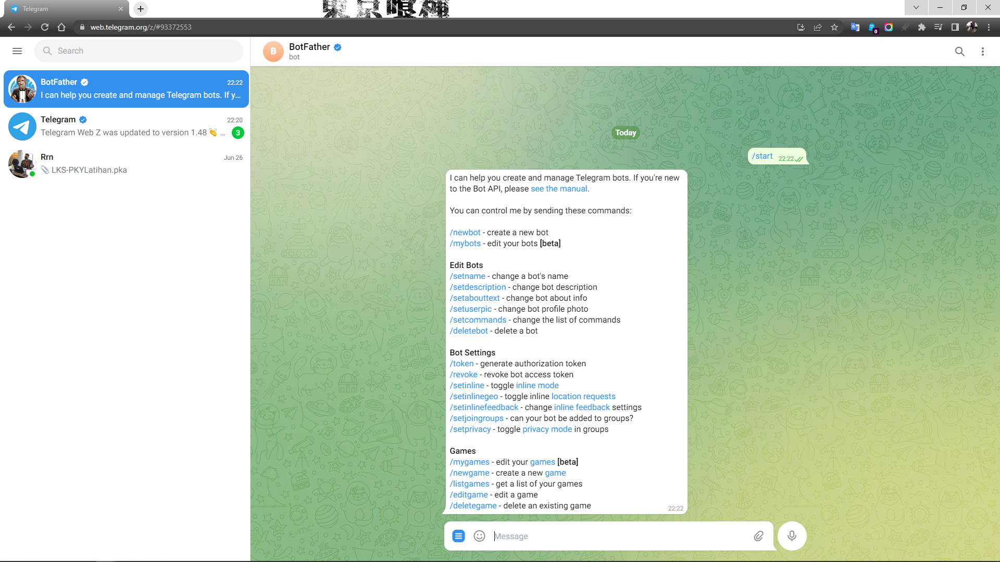 Telegram
東京喰種
web.telegram.org/z/#93372553
0
Search
BotFather
22:22
I can help you create and manage Telegram bots. If y...
Telegram
22:20
Telegram Web Z was updated to version 1.48 👏 ...
3
Rrn
Jun 26
LKS-PKYLatihan.pka
B
BotFather
bot
Today
/start 22:22
I can help you create and manage Telegram bots. If you're new
to the Bot API, please see the manual.
You can control me by sending these commands:
/newbot - create a new bot
/mybots - edit your bots [beta]
Edit Bots
/setname - change a bot's name
/setdescription - change bot description
/setabouttext - change bot about info
/setuserpic - change bot profile photo
/setcommands - change the list of commands
/deletebot - delete a bot
Bot Settings
/token - generate authorization token
/revoke - revoke bot access token
/setinline - toggle inline mode
/setinlinegeo - toggle inline location requests
/setinlinefeedback - change inline feedback settings
/setjoingroups - can your bot be added to groups?
/setprivacy - toggle privacy mode in groups
Games
/mygames - edit your games [beta]
/newgame - create a new game
/listgames - get a list of your games
/editgame - edit a game
/deletegame - delete an existing game
22:22
Message